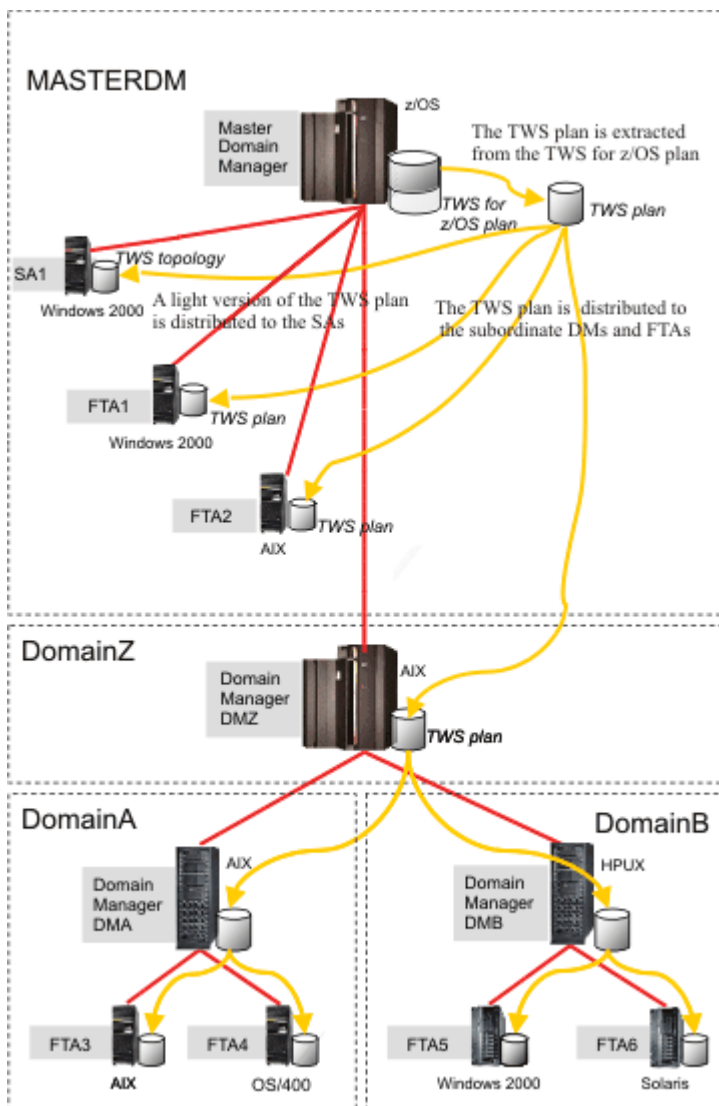 MASTERDM
z/OS
Master
Domain
Manager
The TWS plan is extracted
from the TWS for z/OS plan
TWS for
z/OS plan
TWS plan
SA1
TWS topology
Windows 2000
A light version of the TWS plan
is distributed to the SAs
The TWS plan is distributed to
the subordinate DMs and FTAs
FTA1
TWS plan
Windows 2000
FTA2
TWS plan
AIX
DomainZ
AIX
Domain
Manager
DMZ
TWS plan
DomainA
DomainB
AIX
HPUX
Domain
Manager
DMA
Domain
Manager
DMB
FTA3
FTA4
FTA5
FTA6
AIX
OS/400
Windows 2000
Solaris